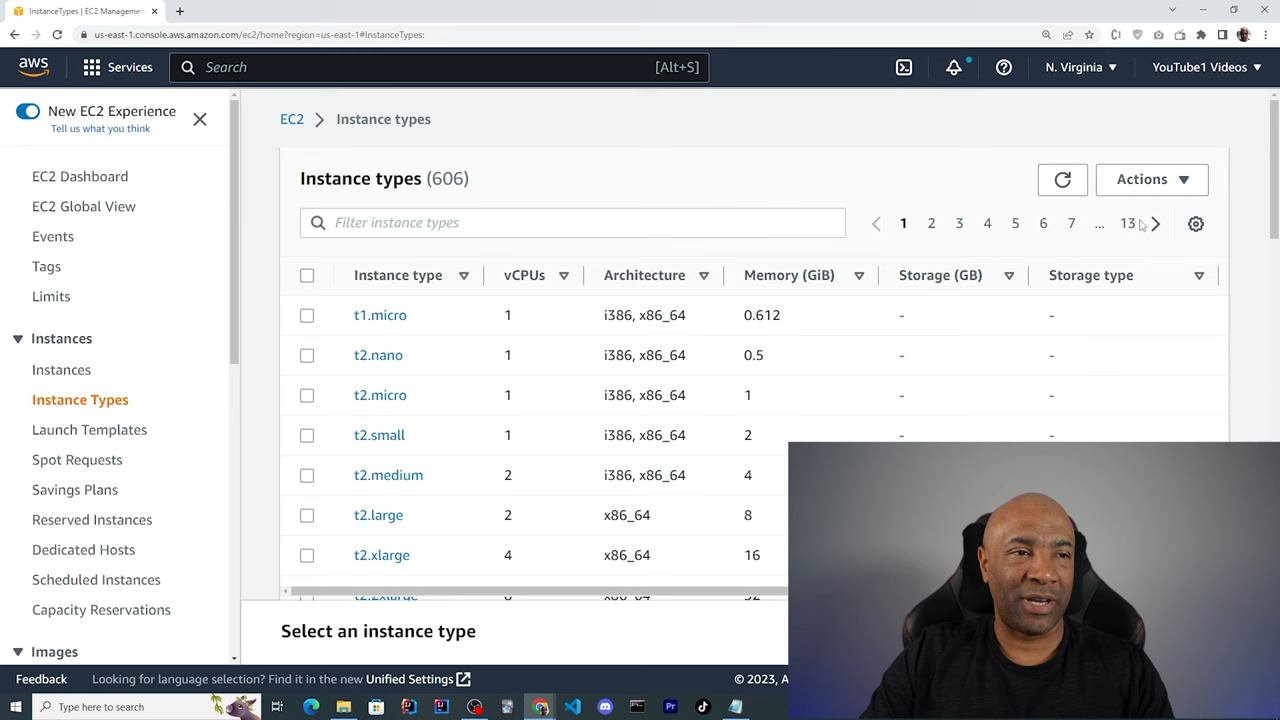 InstanceTypes | EC2 Managemen
us-east-1.console.aws.amazon.com/ec2/home?region=us-east-1#InstanceTypes:
aws
Services
Search
[Alt+S]
N. Virginia
YouTube1 Videos
New EC2 Experience
Tell us what you think
EC2 Dashboard
EC2 Global View
Events
Tags
Limits
Instances
Instances
Instance Types
Launch Templates
Spot Requests
Savings Plans
Reserved Instances
Dedicated Hosts
Scheduled Instances
Capacity Reservations
Images
EC2 > Instance types
Instance types (606)
Actions
Filter instance types
1 2 3 4 5 6 7 ... 13
Instance type vCPUs Architecture Memory (GiB) Storage (GB) Storage type
t1.micro 1 i386, x86_64 0.612 - -
t2.nano 1 i386, x86_64 0.5 - -
t2.micro 1 i386, x86_64 1 - -
t2.small 1 i386, x86_64 2 - -
t2.medium 2 i386, x86_64 4
t2.large 2 x86_64 8
t2.xlarge 4 x86_64 16
Select an instance type
Feedback
Looking for language selection? Find it in the new Unified Settings
© 2023, A
Type here to search